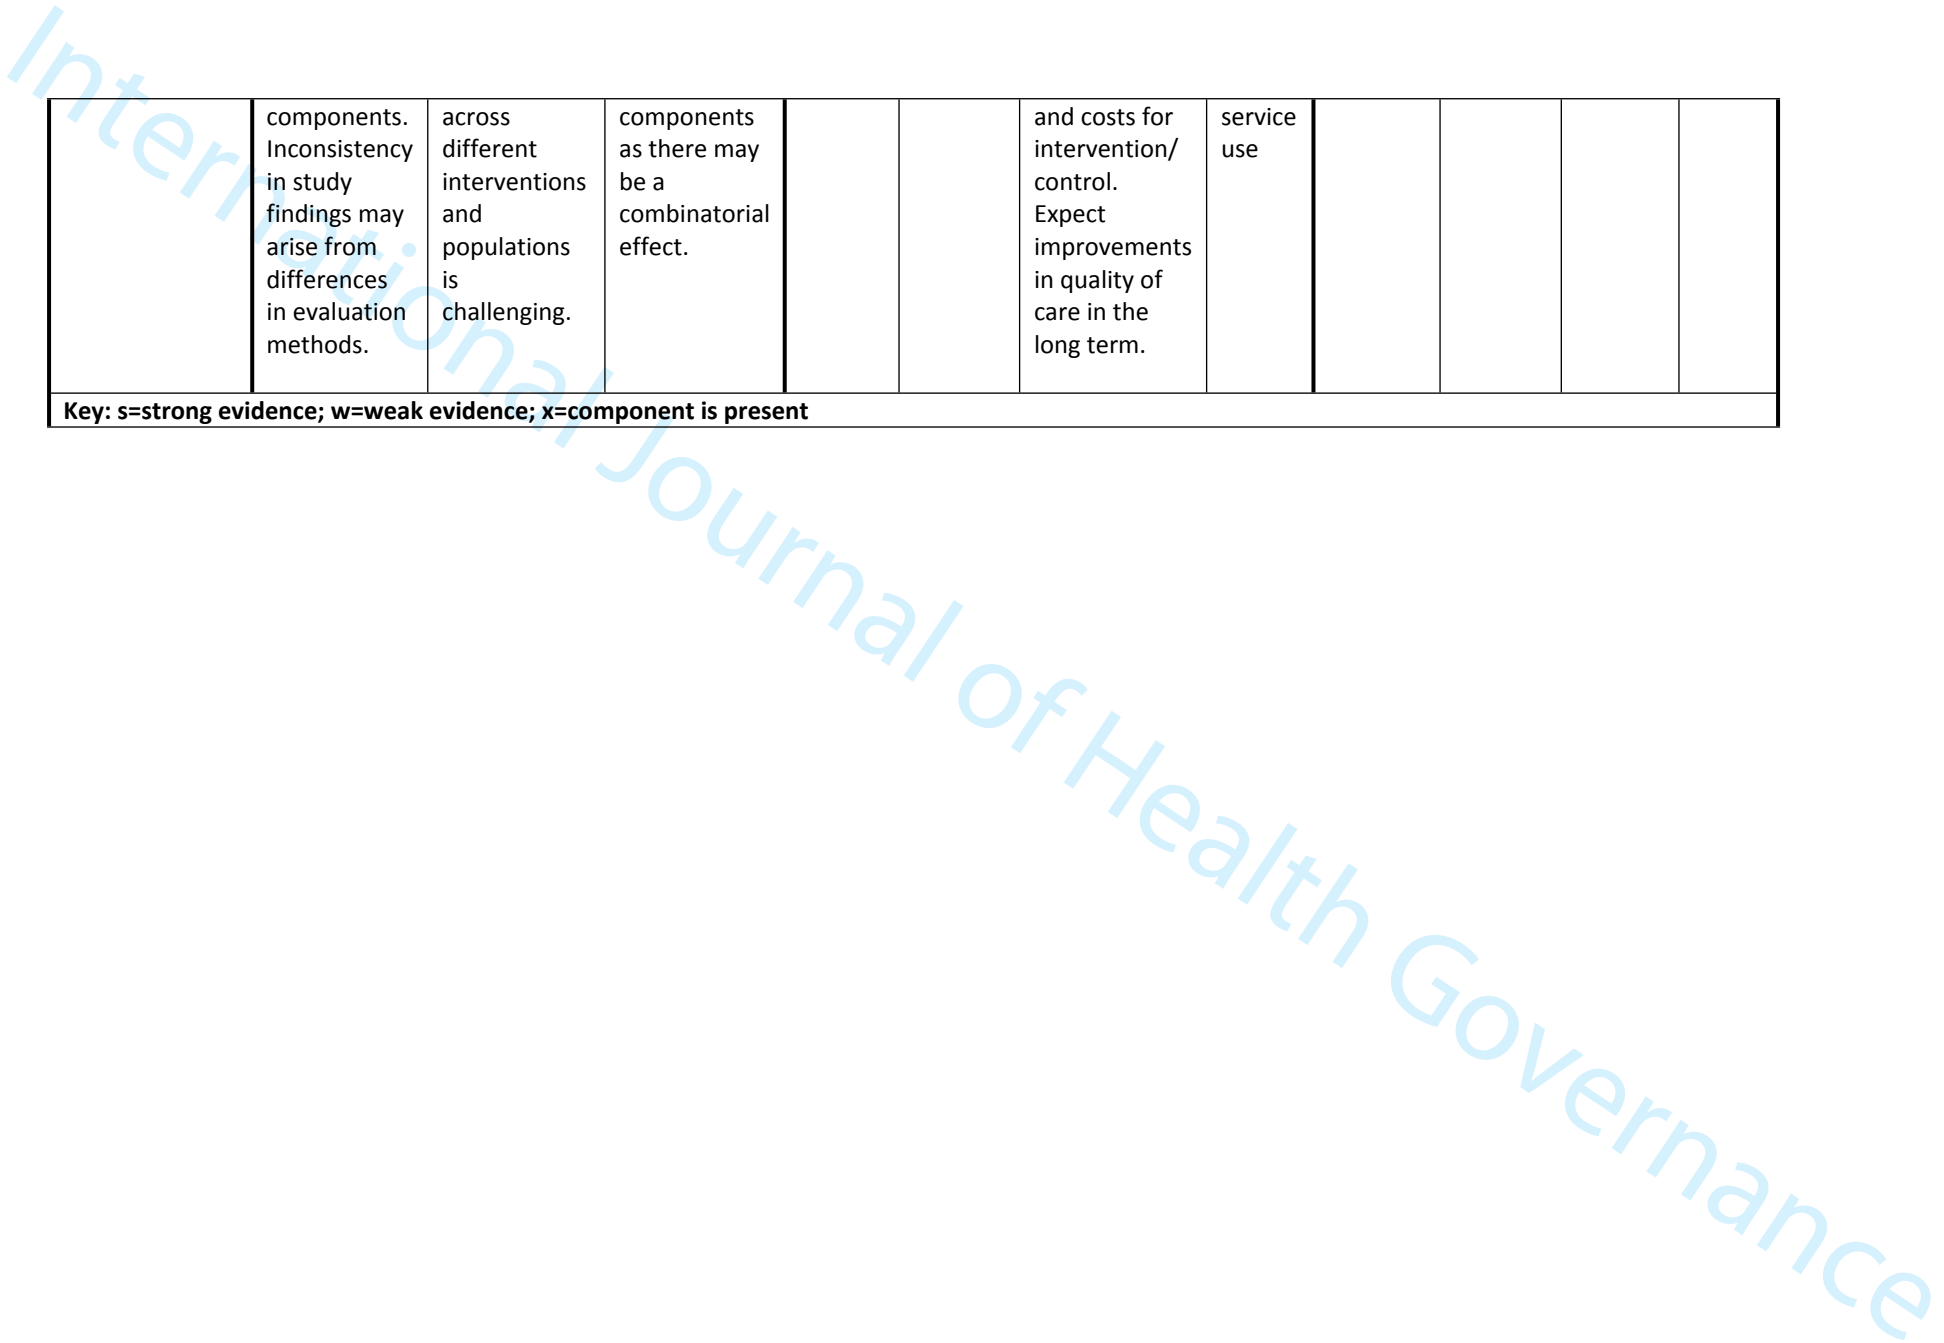 components.
Inconsistency
in study
findings may
arise from
differences
in evaluation
methods.
across
different
interventions
and
populations
is
challenging.
components
as there may
be a
combinatorial
effect.
and costs for
intervention/
control.
Expect
improvements
in quality of
care in the
long term.
service
use
Key: s=strong evidence; w=weak evidence; x=component is present
International Journal of Health Governance